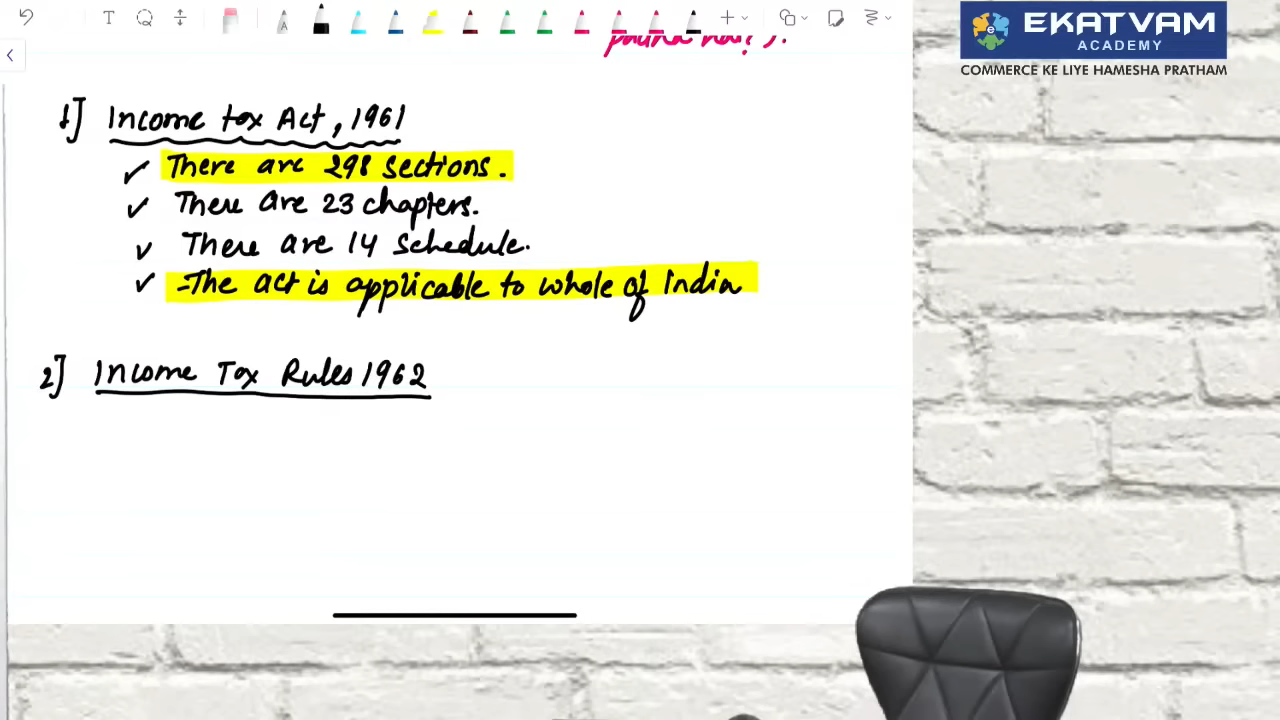 EKATVAM
ACADEMY
COMMERCE KE LIYE HAMESHA PRATHAM
1] Income tax Act, 1961
✓ There are 298 sections.
✓ There are 23 chapters.
✓ There are 14 schedule.
✓ The act is applicable to whole of India
2] Income Tax Rules 1962